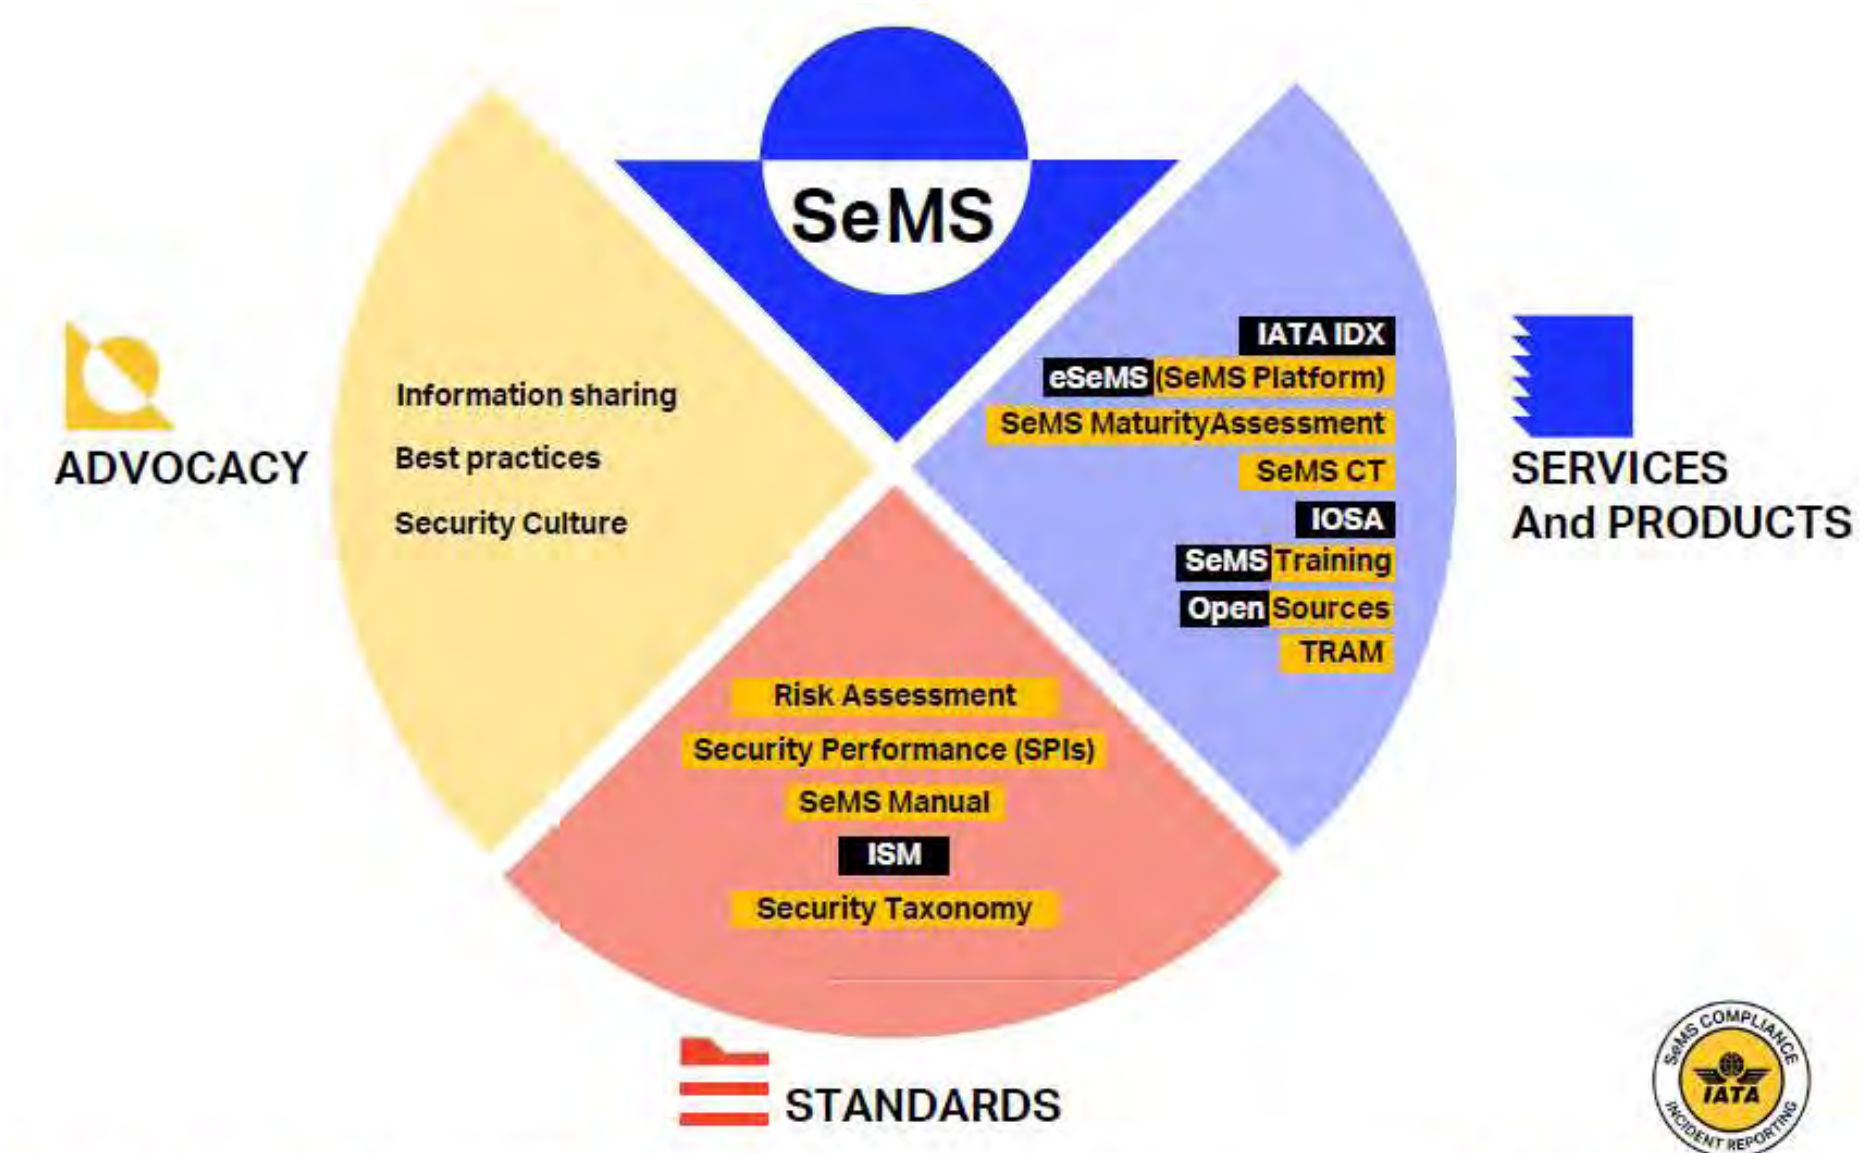 SeMS
ADVOCACY
Information sharing
Best practices
Security Culture
IATA IDX
eSeMS (SeMS Platform)
SeMS MaturityAssessment
SeMS CT
IOSA
SeMS Training
Open Sources
TRAM
SERVICES
And PRODUCTS
Risk Assessment
Security Performance (SPIs)
SeMS Manual
ISM
Security Taxonomy
STANDARDS
SeMS COMPLIANCE
IATA
INCIDENT REPORTING